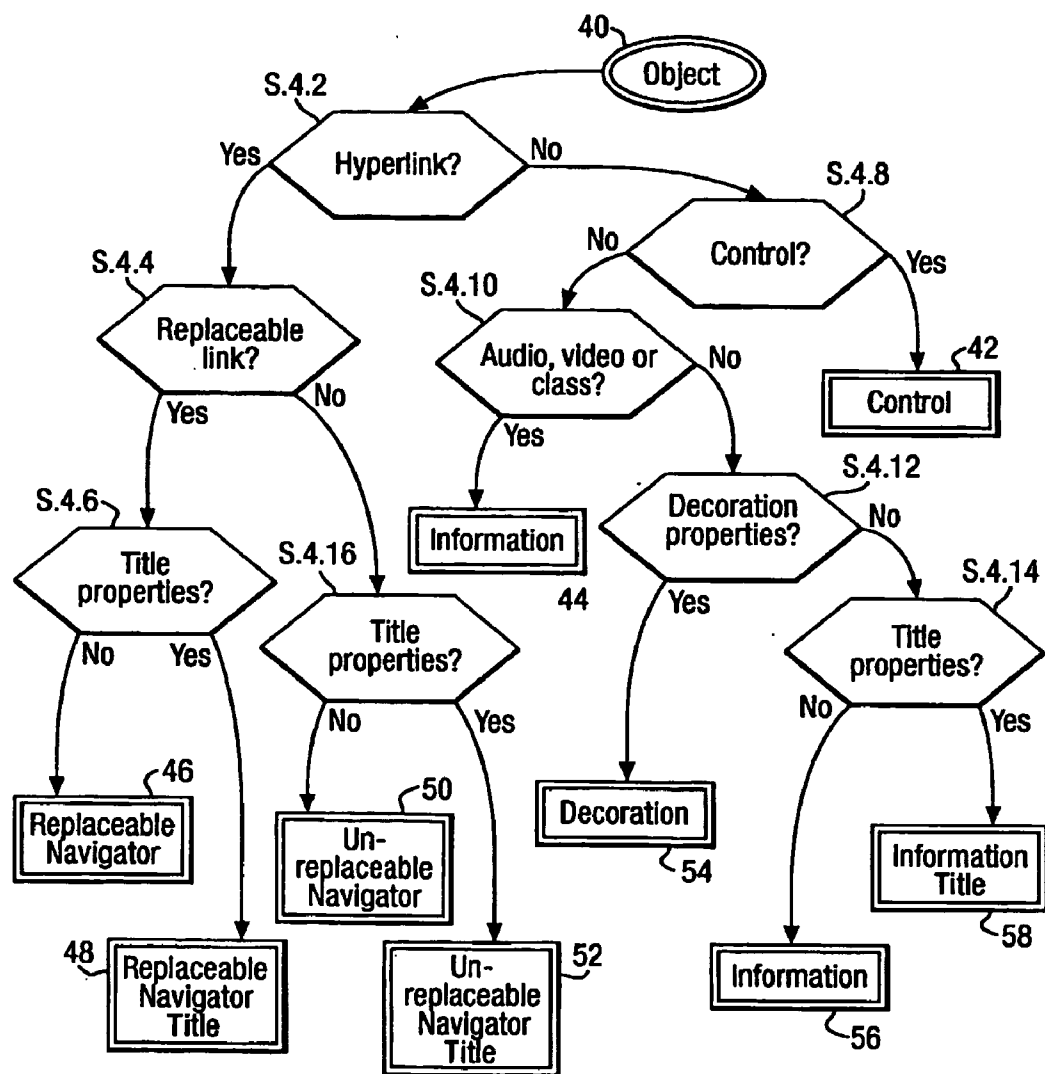 40
Object
S.4.2
Hyperlink?
Yes
No
S.4.8
Control?
No
Yes
S.4.4
Replaceable
link?
Yes
No
S.4.10
Audio, video or
class?
No
Yes
42
Control
S.4.6
Title
properties?
No
Yes
S.4.16
Title
properties?
No
Yes
Information
44
S.4.12
Decoration
properties?
No
Yes
S.4.14
Title
properties?
No
Yes
46
Replaceable
Navigator
50
Un-
replaceable
Navigator
Decoration
54
Information
Title
58
48
Replaceable
Navigator
Title
52
Un-
replaceable
Navigator
Title
Information
56